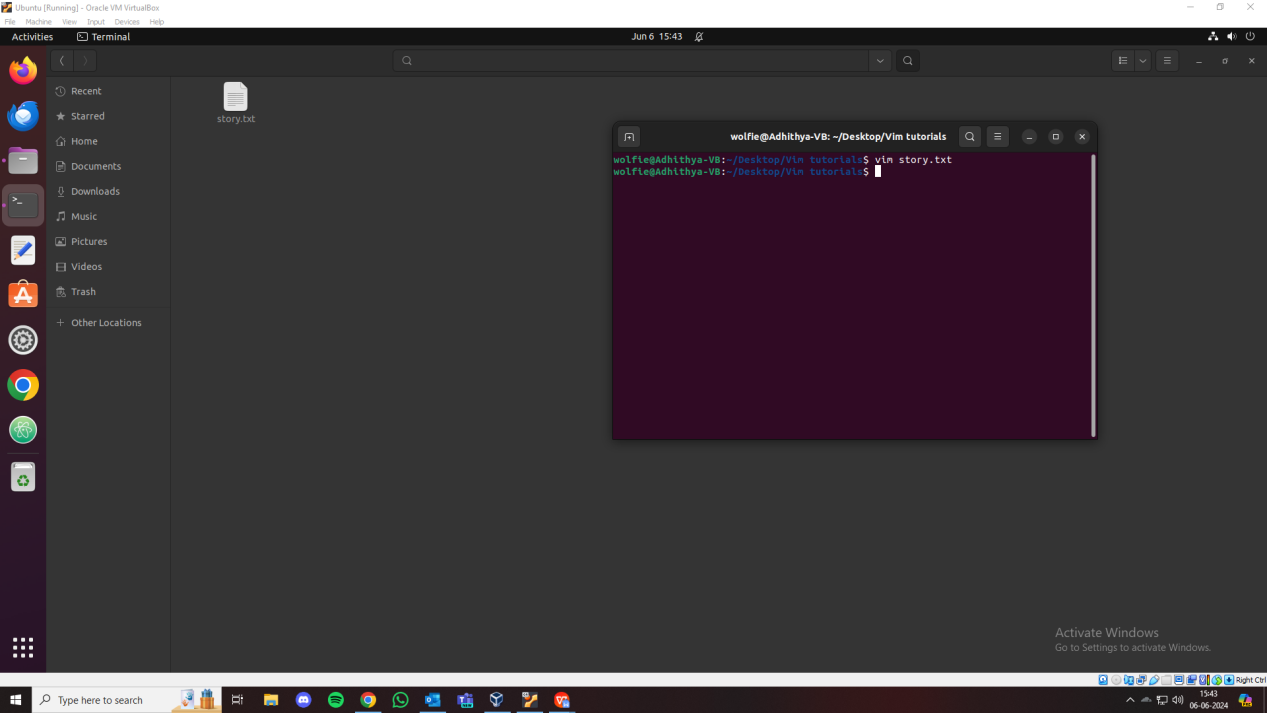 Ubuntu [Running] - Oracle VM VirtualBox
File Machine View Input Devices Help
Activities Terminal Jun 6 15:43
Recent
Starred
Home
Documents
Downloads
Music
Pictures
Videos
Trash
Other Locations
story.txt
wolfie@Adhithya-VB: ~/Desktop/Vim tutorials
wolfie@Adhithya-VB:~/Desktop/Vim tutorials$ vim story.txt
wolfie@Adhithya-VB:~/Desktop/Vim tutorials$
Activate Windows
Go to Settings to activate Windows.
Right Ctrl
Type here to search
15:43
06-06-2024